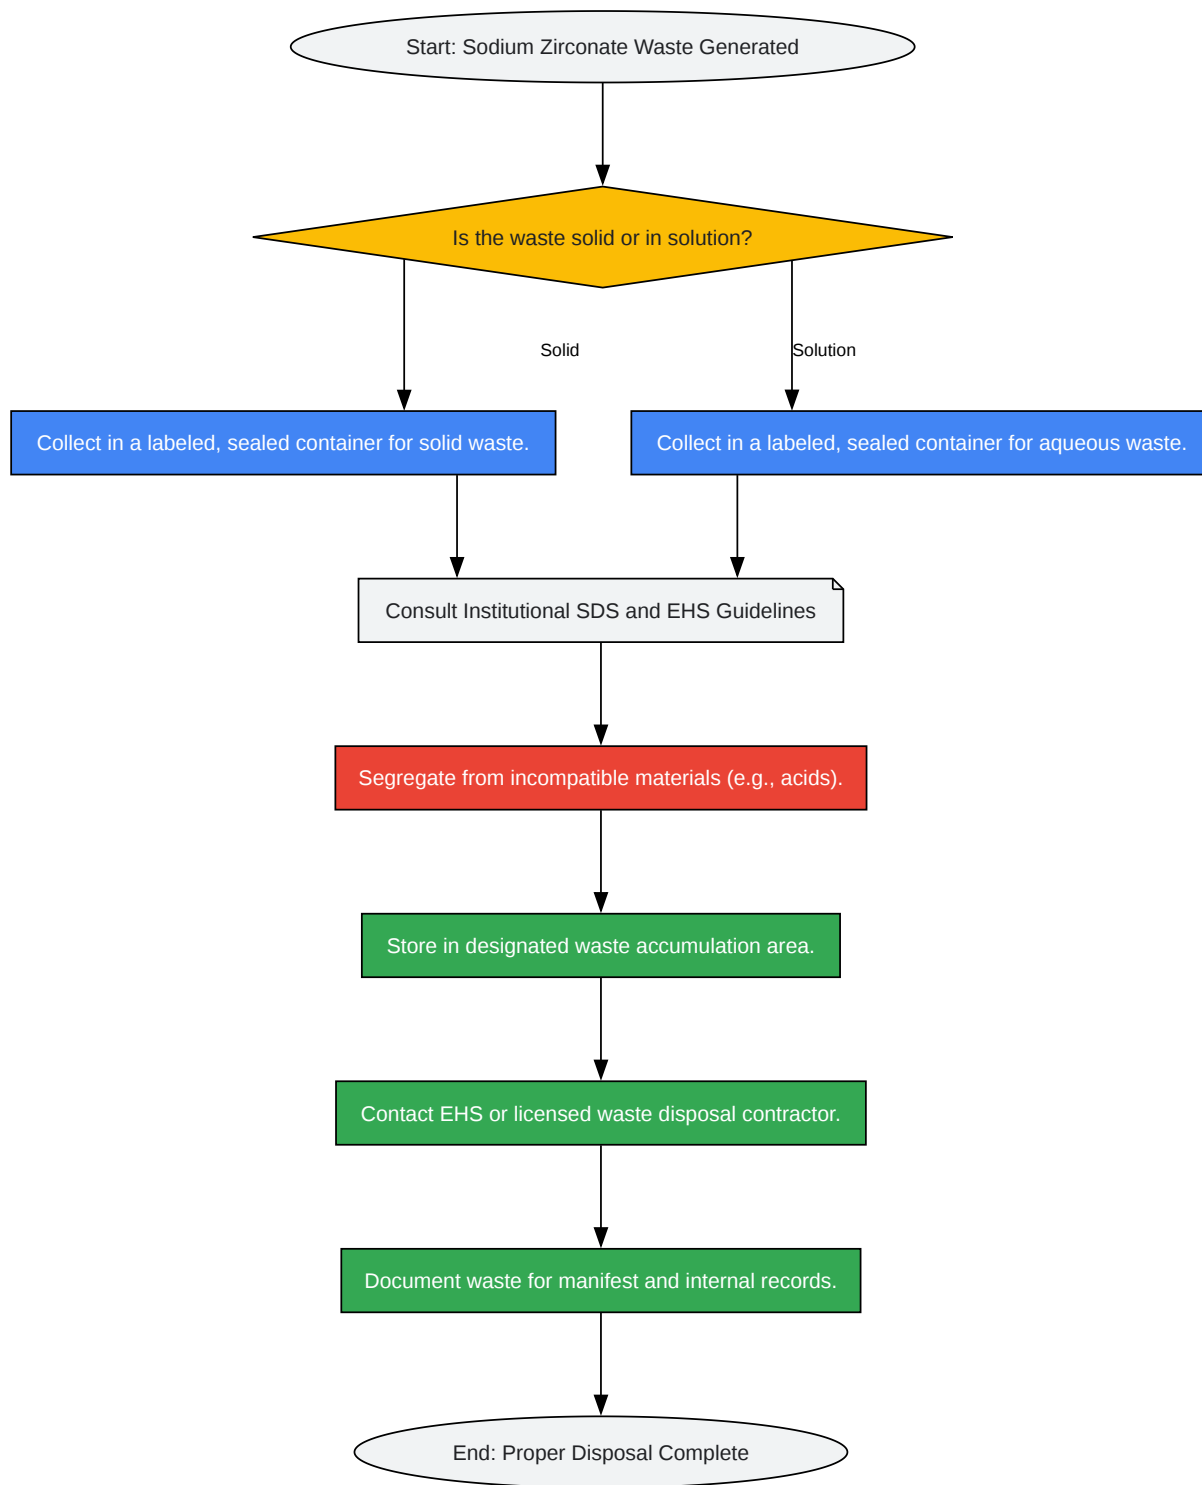 Start: Sodium Zirconate Waste Generated
Is the waste solid or in solution?
Solid
Solution
Collect in a labeled, sealed container for solid waste.
Collect in a labeled, sealed container for aqueous waste.
Consult Institutional SDS and EHS Guidelines
Segregate from incompatible materials (e.g., acids).
Store in designated waste accumulation area.
Contact EHS or licensed waste disposal contractor.
Document waste for manifest and internal records.
End: Proper Disposal Complete